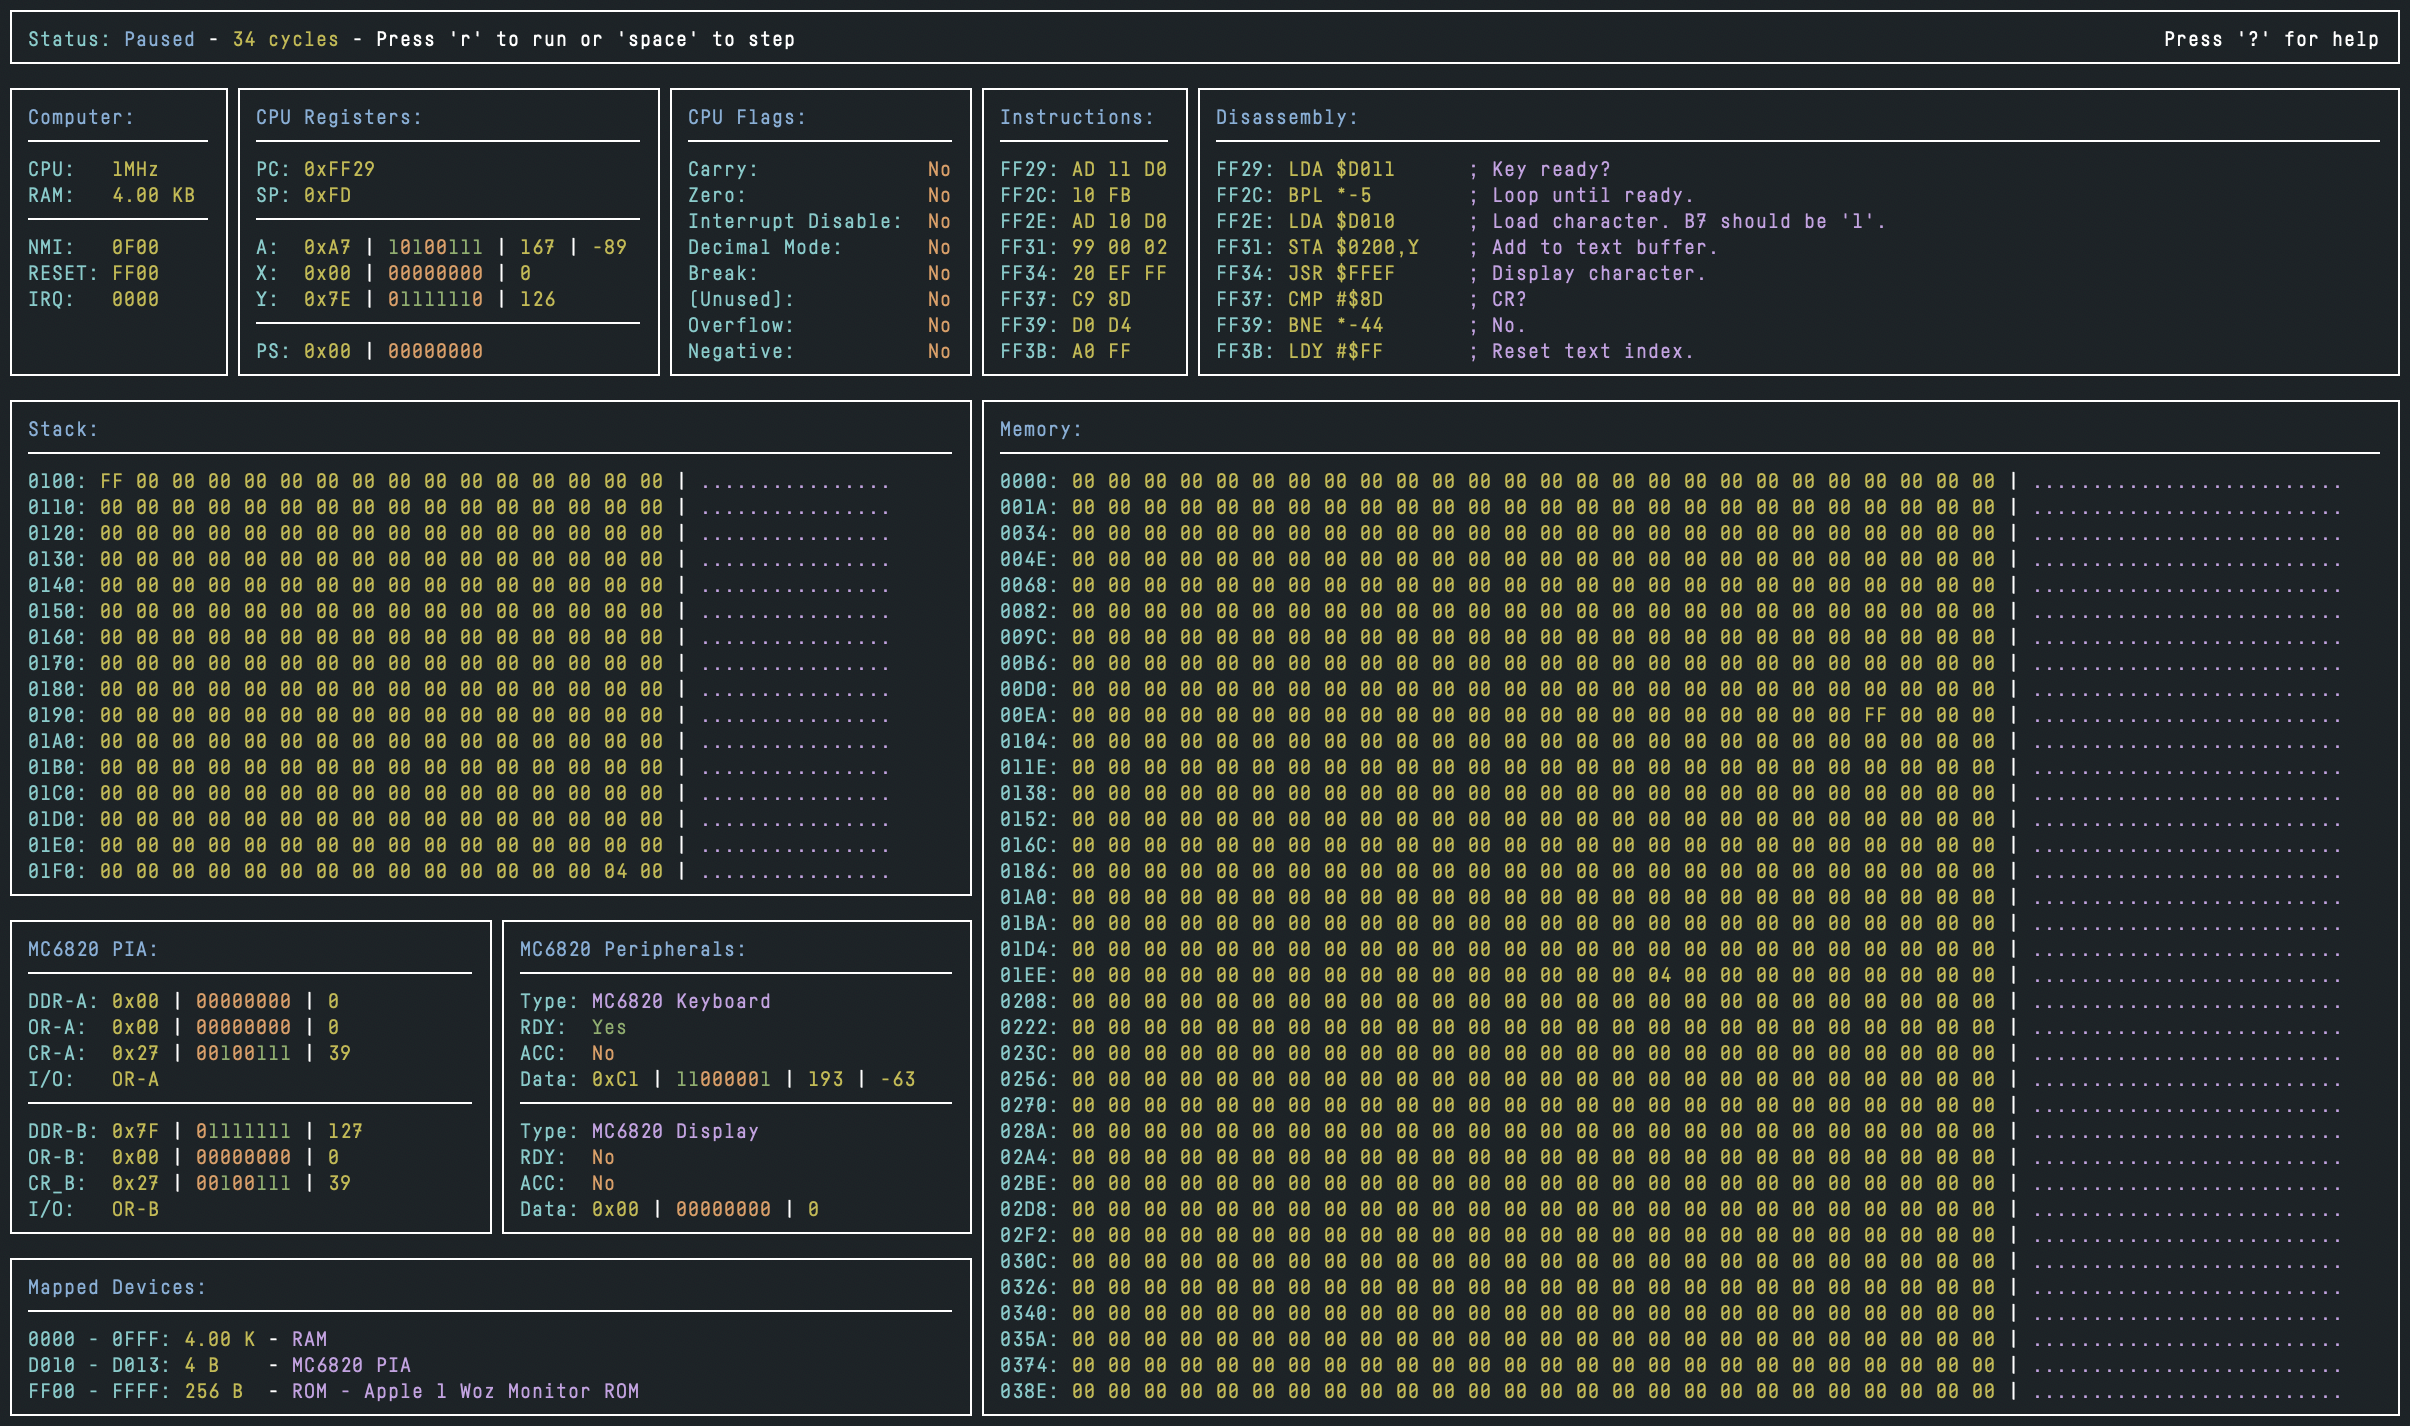 Status: Paused - 34 cycles - Press 'r' to run or 'space' to step Press '?' for help
Computer:
CPU: 1MHz
RAM: 4.00 KB
NMI: 0F00
RESET: FF00
IRQ: 0000
CPU Registers:
PC: 0xFF29
SP: 0xFD
A: 0xA7 | 10100111 | 167 | -89
X: 0x00 | 00000000 | 0
Y: 0x7E | 01111110 | 126
PS: 0x00 | 00000000
CPU Flags:
Carry: No
Zero: No
Interrupt Disable: No
Decimal Mode: No
Break: No
[Unused]: No
Overflow: No
Negative: No
Instructions:
FF29: AD 11 D0
FF2C: 10 FB
FF2E: AD 10 D0
FF31: 99 00 02
FF34: 20 EF FF
FF37: C9 8D
FF39: D0 D4
FF3B: A0 FF
Disassembly:
FF29: LDA $D011 ; Key ready?
FF2C: BPL *-5 ; Loop until ready.
FF2E: LDA $D010 ; Load character. B7 should be '1'.
FF31: STA $0200,Y ; Add to text buffer.
FF34: JSR $FFEF ; Display character.
FF37: CMP #$8D ; CR?
FF39: BNE *-44 ; No.
FF3B: LDY #$FF ; Reset text index.
Stack:
0100: FF 00 00 00 00 00 00 00 00 00 00 00 00 00 00 00 | ................
0110: 00 00 00 00 00 00 00 00 00 00 00 00 00 00 00 00 | ................
0120: 00 00 00 00 00 00 00 00 00 00 00 00 00 00 00 00 | ................
0130: 00 00 00 00 00 00 00 00 00 00 00 00 00 00 00 00 | ................
0140: 00 00 00 00 00 00 00 00 00 00 00 00 00 00 00 00 | ................
0150: 00 00 00 00 00 00 00 00 00 00 00 00 00 00 00 00 | ................
0160: 00 00 00 00 00 00 00 00 00 00 00 00 00 00 00 00 | ................
0170: 00 00 00 00 00 00 00 00 00 00 00 00 00 00 00 00 | ................
0180: 00 00 00 00 00 00 00 00 00 00 00 00 00 00 00 00 | ................
0190: 00 00 00 00 00 00 00 00 00 00 00 00 00 00 00 00 | ................
01A0: 00 00 00 00 00 00 00 00 00 00 00 00 00 00 00 00 | ................
01B0: 00 00 00 00 00 00 00 00 00 00 00 00 00 00 00 00 | ................
01C0: 00 00 00 00 00 00 00 00 00 00 00 00 00 00 00 00 | ................
01D0: 00 00 00 00 00 00 00 00 00 00 00 00 00 00 00 00 | ................
01E0: 00 00 00 00 00 00 00 00 00 00 00 00 00 00 00 00 | ................
01F0: 00 00 00 00 00 00 00 00 00 00 00 00 00 00 04 00 | ................
MC6820 PIA:
DDR-A: 0x00 | 00000000 | 0
OR-A: 0x00 | 00000000 | 0
CR-A: 0x27 | 00100111 | 39
I/O: OR-A
DDR-B: 0x7F | 01111111 | 127
OR-B: 0x00 | 00000000 | 0
CR_B: 0x27 | 00100111 | 39
I/O: OR-B
MC6820 Peripherals:
Type: MC6820 Keyboard
RDY: Yes
ACC: No
Data: 0xC1 | 11000001 | 193 | -63
Type: MC6820 Display
RDY: No
ACC: No
Data: 0x00 | 00000000 | 0
Mapped Devices:
0000 - 0FFF: 4.00 K - RAM
D010 - D013: 4 B - MC6820 PIA
FF00 - FFFF: 256 B - ROM - Apple 1 Woz Monitor ROM
Memory:
0000: 00 00 00 00 00 00 00 00 00 00 00 00 00 00 00 00 00 00 00 00 00 00 00 00 00 00 | ..........................
001A: 00 00 00 00 00 00 00 00 00 00 00 00 00 00 00 00 00 00 00 00 00 00 00 00 00 00 | ..........................
0034: 00 00 00 00 00 00 00 00 00 00 00 00 00 00 00 00 00 00 00 00 00 00 00 00 00 00 | ..........................
004E: 00 00 00 00 00 00 00 00 00 00 00 00 00 00 00 00 00 00 00 00 00 00 00 00 00 00 | ..........................
0068: 00 00 00 00 00 00 00 00 00 00 00 00 00 00 00 00 00 00 00 00 00 00 00 00 00 00 | ..........................
0082: 00 00 00 00 00 00 00 00 00 00 00 00 00 00 00 00 00 00 00 00 00 00 00 00 00 00 | ..........................
009C: 00 00 00 00 00 00 00 00 00 00 00 00 00 00 00 00 00 00 00 00 00 00 00 00 00 00 | ..........................
00B6: 00 00 00 00 00 00 00 00 00 00 00 00 00 00 00 00 00 00 00 00 00 00 00 00 00 00 | ..........................
00D0: 00 00 00 00 00 00 00 00 00 00 00 00 00 00 00 00 00 00 00 00 00 00 00 00 00 00 | ..........................
00EA: 00 00 00 00 00 00 00 00 00 00 00 00 00 00 00 00 00 00 00 00 00 00 FF 00 00 00 | ..........................
0104: 00 00 00 00 00 00 00 00 00 00 00 00 00 00 00 00 00 00 00 00 00 00 00 00 00 00 | ..........................
011E: 00 00 00 00 00 00 00 00 00 00 00 00 00 00 00 00 00 00 00 00 00 00 00 00 00 00 | ..........................
0138: 00 00 00 00 00 00 00 00 00 00 00 00 00 00 00 00 00 00 00 00 00 00 00 00 00 00 | ..........................
0152: 00 00 00 00 00 00 00 00 00 00 00 00 00 00 00 00 00 00 00 00 00 00 00 00 00 00 | ..........................
016C: 00 00 00 00 00 00 00 00 00 00 00 00 00 00 00 00 00 00 00 00 00 00 00 00 00 00 | ..........................
0186: 00 00 00 00 00 00 00 00 00 00 00 00 00 00 00 00 00 00 00 00 00 00 00 00 00 00 | ..........................
01A0: 00 00 00 00 00 00 00 00 00 00 00 00 00 00 00 00 00 00 00 00 00 00 00 00 00 00 | ..........................
01BA: 00 00 00 00 00 00 00 00 00 00 00 00 00 00 00 00 00 00 00 00 00 00 00 00 00 00 | ..........................
01D4: 00 00 00 00 00 00 00 00 00 00 00 00 00 00 00 00 00 00 00 00 00 00 00 00 00 00 | ..........................
01EE: 00 00 00 00 00 00 00 00 00 00 00 00 00 00 00 00 04 00 00 00 00 00 00 00 00 00 | ..........................
0208: 00 00 00 00 00 00 00 00 00 00 00 00 00 00 00 00 00 00 00 00 00 00 00 00 00 00 | ..........................
0222: 00 00 00 00 00 00 00 00 00 00 00 00 00 00 00 00 00 00 00 00 00 00 00 00 00 00 | ..........................
023C: 00 00 00 00 00 00 00 00 00 00 00 00 00 00 00 00 00 00 00 00 00 00 00 00 00 00 | ..........................
0256: 00 00 00 00 00 00 00 00 00 00 00 00 00 00 00 00 00 00 00 00 00 00 00 00 00 00 | ..........................
0270: 00 00 00 00 00 00 00 00 00 00 00 00 00 00 00 00 00 00 00 00 00 00 00 00 00 00 | ..........................
028A: 00 00 00 00 00 00 00 00 00 00 00 00 00 00 00 00 00 00 00 00 00 00 00 00 00 00 | ..........................
02A4: 00 00 00 00 00 00 00 00 00 00 00 00 00 00 00 00 00 00 00 00 00 00 00 00 00 00 | ..........................
02BE: 00 00 00 00 00 00 00 00 00 00 00 00 00 00 00 00 00 00 00 00 00 00 00 00 00 00 | ..........................
02D8: 00 00 00 00 00 00 00 00 00 00 00 00 00 00 00 00 00 00 00 00 00 00 00 00 00 00 | ..........................
02F2: 00 00 00 00 00 00 00 00 00 00 00 00 00 00 00 00 00 00 00 00 00 00 00 00 00 00 | ..........................
030C: 00 00 00 00 00 00 00 00 00 00 00 00 00 00 00 00 00 00 00 00 00 00 00 00 00 00 | ..........................
0326: 00 00 00 00 00 00 00 00 00 00 00 00 00 00 00 00 00 00 00 00 00 00 00 00 00 00 | ..........................
0340: 00 00 00 00 00 00 00 00 00 00 00 00 00 00 00 00 00 00 00 00 00 00 00 00 00 00 | ..........................
035A: 00 00 00 00 00 00 00 00 00 00 00 00 00 00 00 00 00 00 00 00 00 00 00 00 00 00 | ..........................
0374: 00 00 00 00 00 00 00 00 00 00 00 00 00 00 00 00 00 00 00 00 00 00 00 00 00 00 | ..........................
038E: 00 00 00 00 00 00 00 00 00 00 00 00 00 00 00 00 00 00 00 00 00 00 00 00 00 00 | ..........................